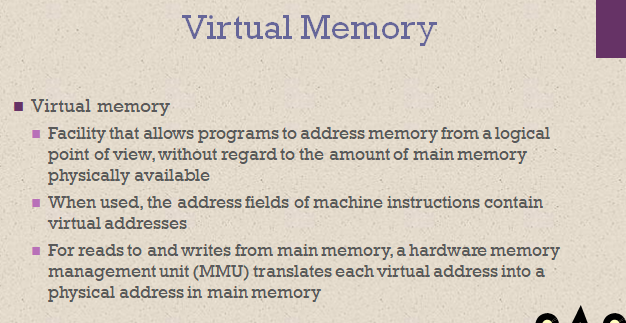 Virtual Memory
Virtual memory
Facility that allows programs to address memory from a logical
point of view, without regard to the amount of main memory
physically available
When used, the address fields of machine instructions contain
virtual addresses
For reads to and writes from main memory, a hardware memory
management unit (MMU) translates each virtual address into a
physical address in main memory